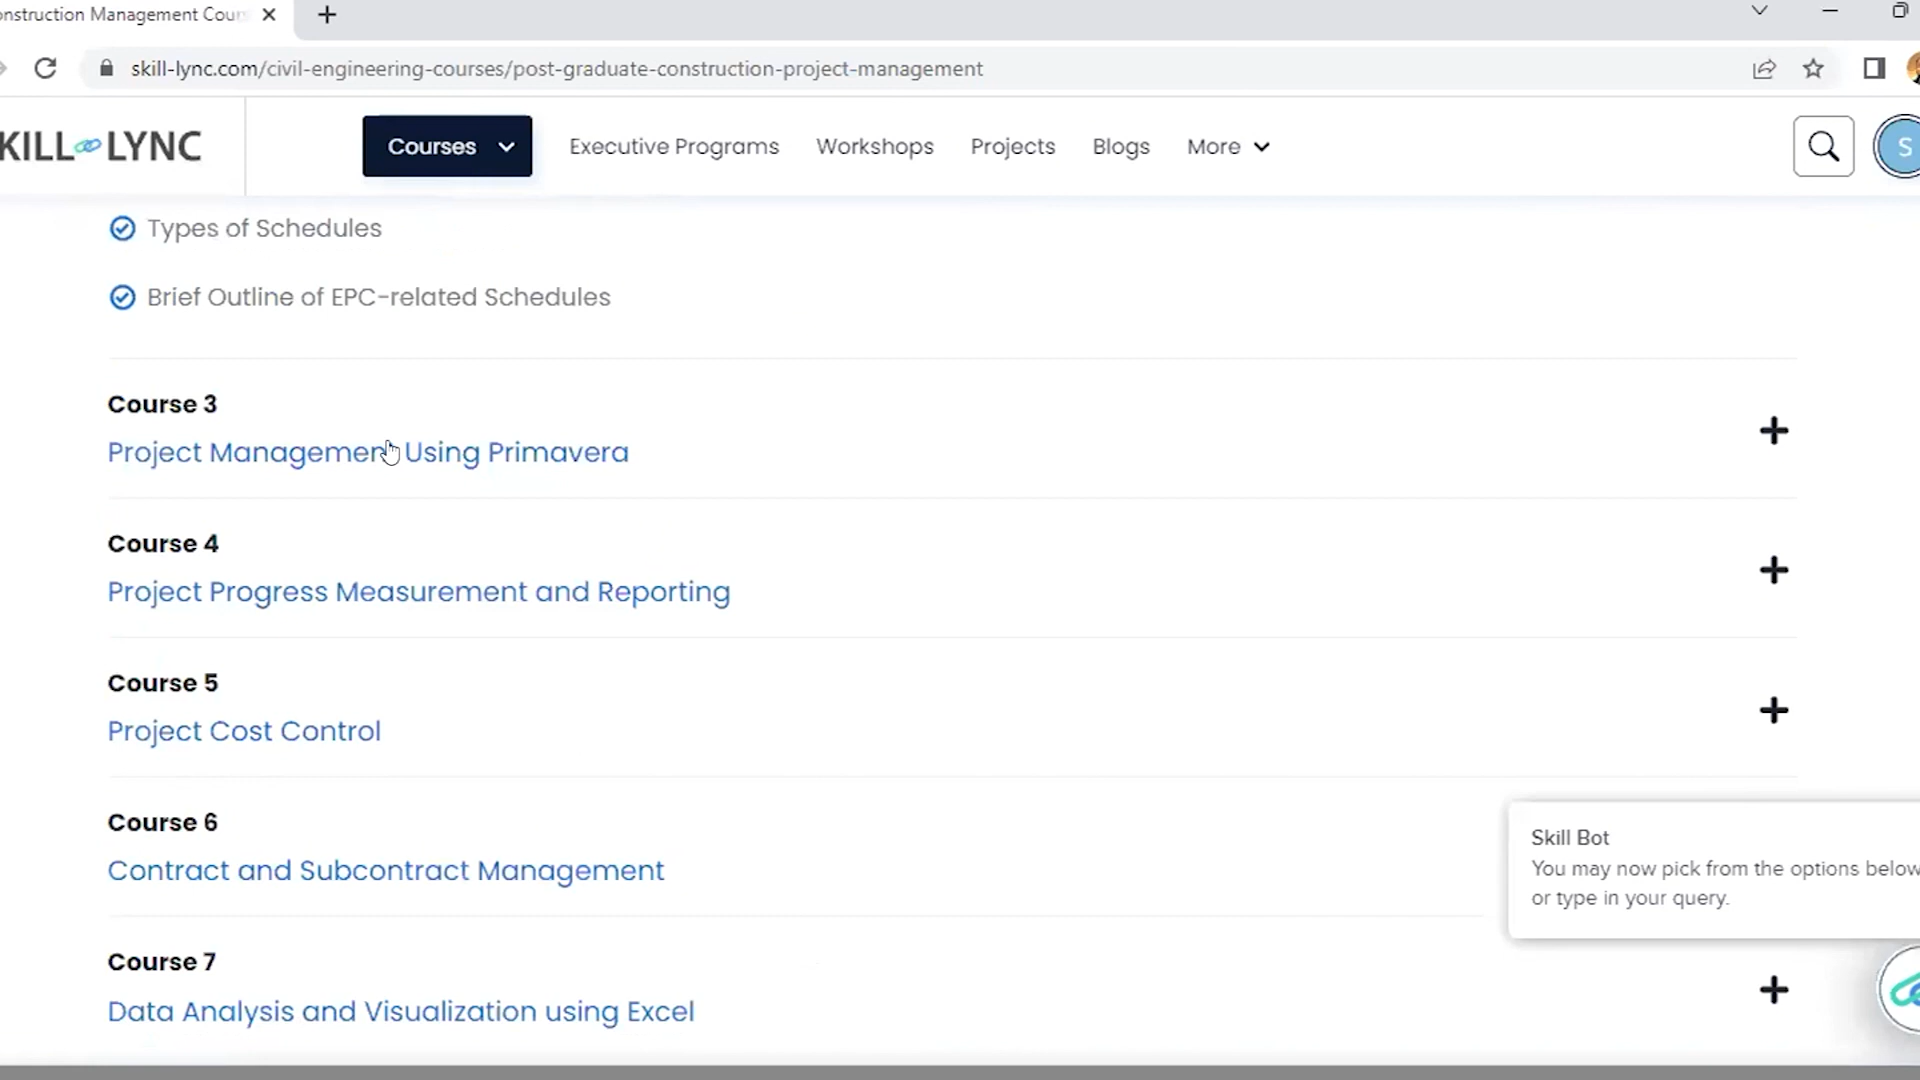 onstruction Management Cour
skill-lync.com/civil-engineering-courses/post-graduate-construction-project-management
KILL LYNC
Courses
Executive Programs
Workshops
Projects
Blogs
More
S
Types of Schedules
Brief Outline of EPC-related Schedules
Course 3
Project Management Using Primavera
Course 4
Project Progress Measurement and Reporting
Course 5
Project Cost Control
Course 6
Contract and Subcontract Management
Skill Bot
You may now pick from the options below
or type in your query.
Course 7
Data Analysis and Visualization using Excel